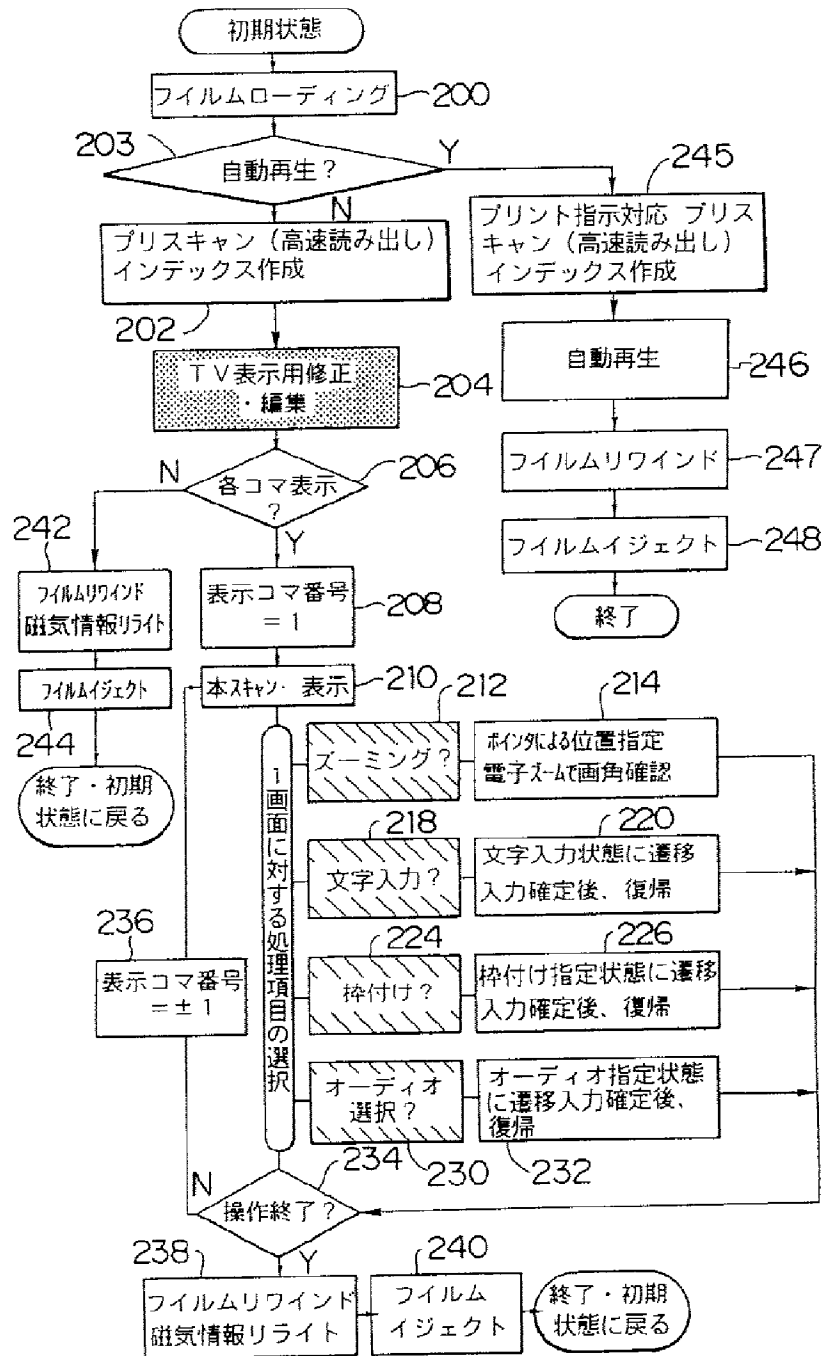 初期状態
フイルムローディング
200
203
自動再生?
Y
N
プリスキャン(高速読み出し)
インデックス作成
202
245
プリント指示対応 プリ
スキャン(高速読み出し)
インデックス作成
TV表示用修正
・編集
204
自動再生
246
各コマ表示
?
206
N
Y
フイルムリワインド
247
フイルムイジェクト
248
終了
242
フイルムリワインド
磁気情報リライト
フイルムイジェクト
244
終了・初期
状態に戻る
表示コマ番号
=1
208
本スキャン・ 表示
210
1画面に対する処理項目の選択
212
ズーミング?
214
ポインタによる位置指定
電子ズームで画角確認
218
文字入力?
220
文字入力状態に遷移
入力確定後、復帰
224
枠付け?
226
枠付け指定状態に遷移
入力確定後、復帰
オーディオ
選択?
230
オーディオ指定状態
に遷移入力確定後、
復帰
232
236
表示コマ番号
=±1
234
操作終了?
N
Y
238
フイルムリワインド
磁気情報リライト
240
フイルム
イジェクト
終了・初期
状態に戻る